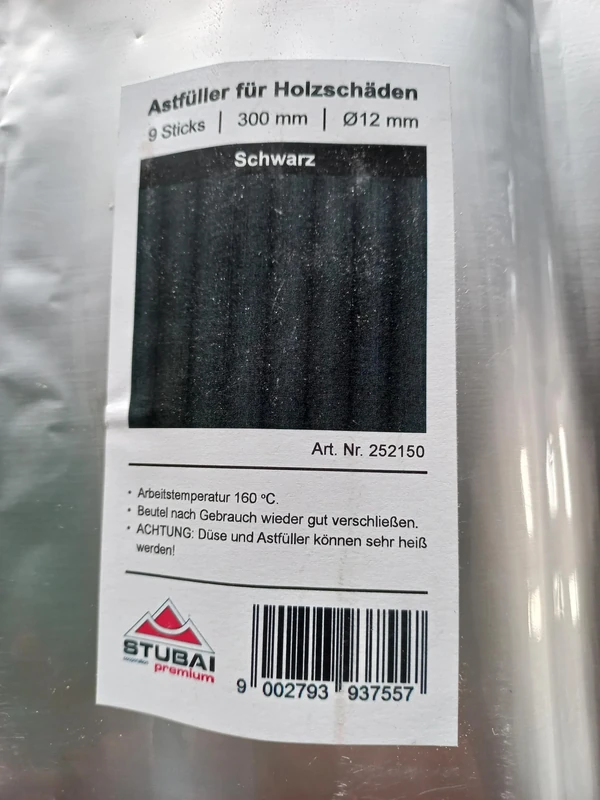 Astfüller für Holzschäden
9 Sticks | 300 mm | Ø12 mm
Schwarz
Art. Nr. 252150
• Arbeitstemperatur 160 ºC.
• Beutel nach Gebrauch wieder gut verschließen.
• ACHTUNG: Düse und Astfüller können sehr heiß
werden!
STUBAI
premium
9 002793 937557